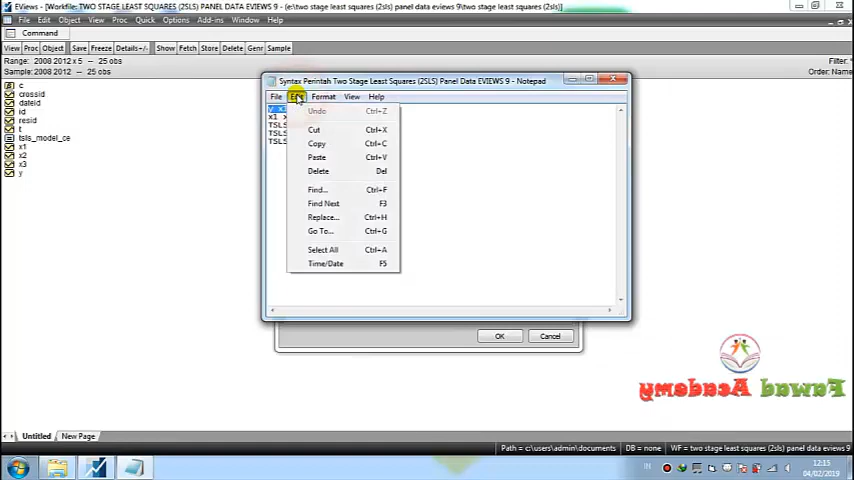 EViews - [Workfile: TWO STAGE LEAST SQUARES (2SLS) PANEL DATA EVIEWS 9 - (e:\two stage least squares (2sls) panel data eviews 9\two stage least squares (2sls)]
File Edit Object View Proc Quick Options Add-ins Window Help
Command
View Proc Object Save Freeze Details+/- Show Fetch Store Delete Genr Sample
Range: 2008 2012 x 5 -- 25 obs
Filter: *
Sample: 2008 2012 -- 25 obs
Order: Name
c
crossid
dateid
id
resid
t
tsls_model_ce
x1
x2
x3
y
Syntax Perintah Two Stage Least Squares (2SLS) Panel Data EVIEWS 9 - Notepad
File Edit Format View Help
x1
TSLS
TSLS
TSLS
Undo Ctrl+Z
Cut Ctrl+X
Copy Ctrl+C
Paste Ctrl+V
Delete Del
Find... Ctrl+F
Find Next F3
Replace... Ctrl+H
Go To... Ctrl+G
Select All Ctrl+A
Time/Date F5
OK Cancel
Fawad Academy
Untitled New Page
Path = c:\users\admin\documents DB = none WF = two stage least squares (2sls) panel data eviews 9
IN
12:15
04/02/2019